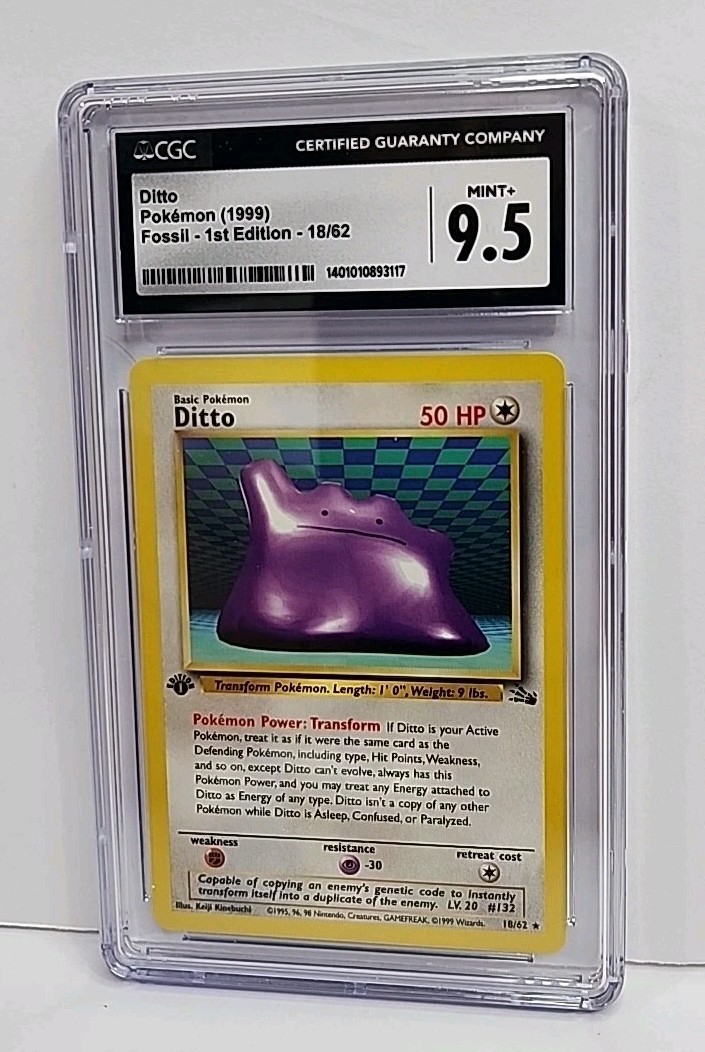 CGC CERTIFIED GUARANTY COMPANY
Ditto
Pokémon (1999)
Fossil - 1st Edition - 18/62
MINT+
9.5
1401010893117
Basic Pokémon
Ditto 50 HP
EDITION
1
Transform Pokémon. Length: 1' 0", Weight: 9 lbs.
Pokémon Power: Transform If Ditto is your Active
Pokémon, treat it as if it were the same card as the
Defending Pokémon, including type, Hit Points, Weakness,
and so on, except Ditto can't evolve, always has this
Pokémon Power, and you may treat any Energy attached to
Ditto as Energy of any type. Ditto isn't a copy of any other
Pokémon while Ditto is Asleep, Confused, or Paralyzed.
weakness resistance retreat cost
-30
Capable of copying an enemy's genetic code to instantly
transform itself into a duplicate of the enemy. LV. 20 #132
Illus. Keiji Kinebuchi ©1995, 96, 98 Nintendo, Creatures, GAMEFREAK. ©1999 Wizards. 18/62 ★